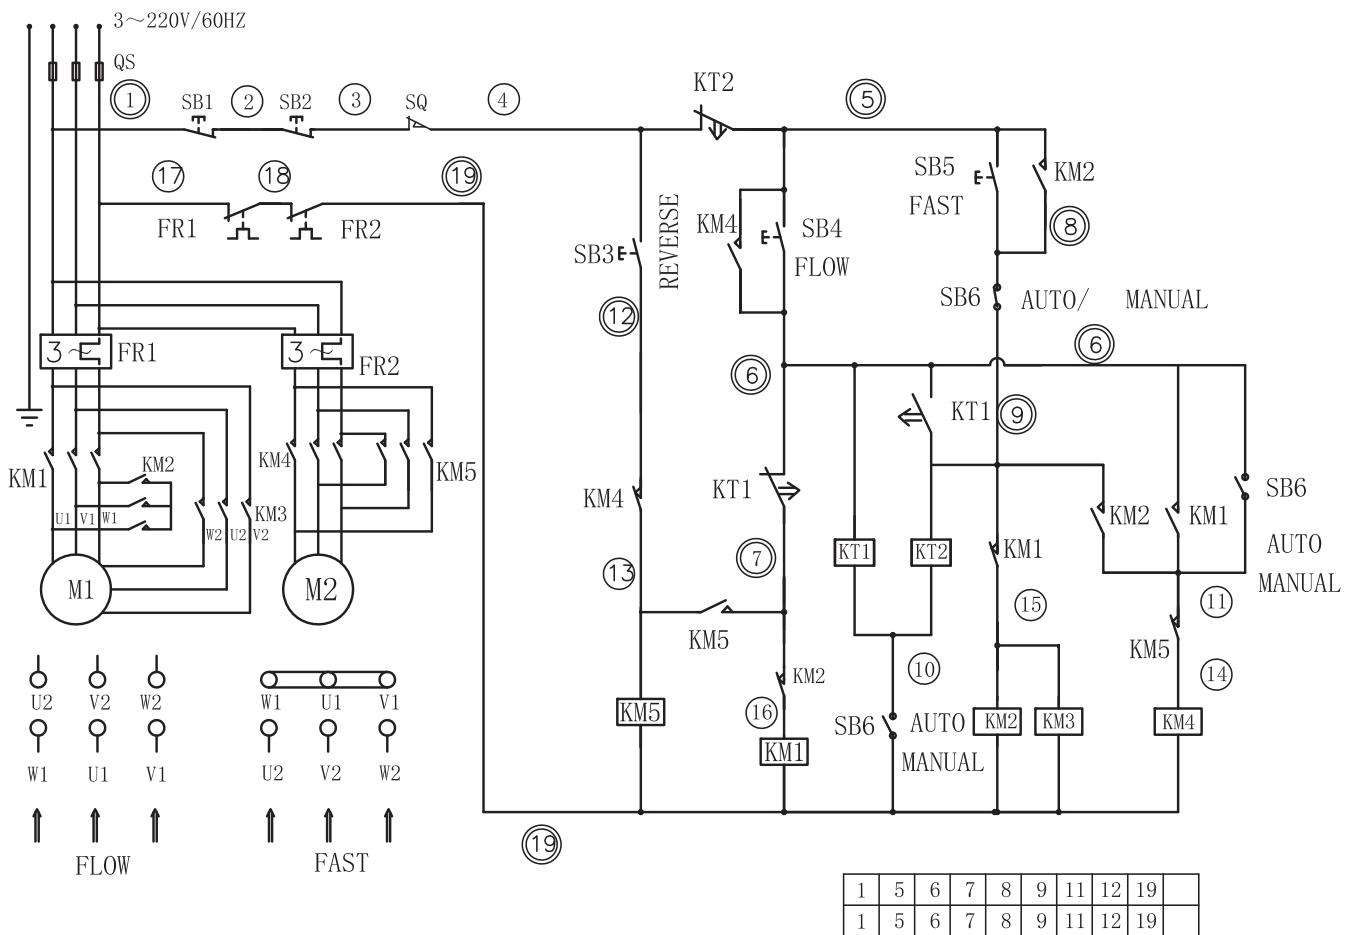 3～220V/60HZ
QS
1
SB1
2
SB2
3
SQ
4
KT2
5
17
18
19
FR1
FR2
SB5
FAST
KM2
8
REVERSE
KM4
SB4
FLOW
SB3
12
SB6
AUTO/ MANUAL
6
6
3～
FR1
3～
FR2
KT1
9
KM1
KM2
KM4
KM5
KM4
KT1
KM2
KM1
SB6
AUTO
MANUAL
U1
V1
W1
KM3
W2
U2
V2
KT1
KT2
KM1
7
13
M1
M2
15
11
KM5
KM5
10
14
KM2
16
U2
V2
W2
W1
U1
V1
KM5
KM1
SB6
AUTO
MANUAL
KM2
KM3
KM4
W1
U1
V1
U2
V2
W2
FLOW
FAST
19
1 5 6 7 8 9 11 12 19
1 5 6 7 8 9 11 12 19